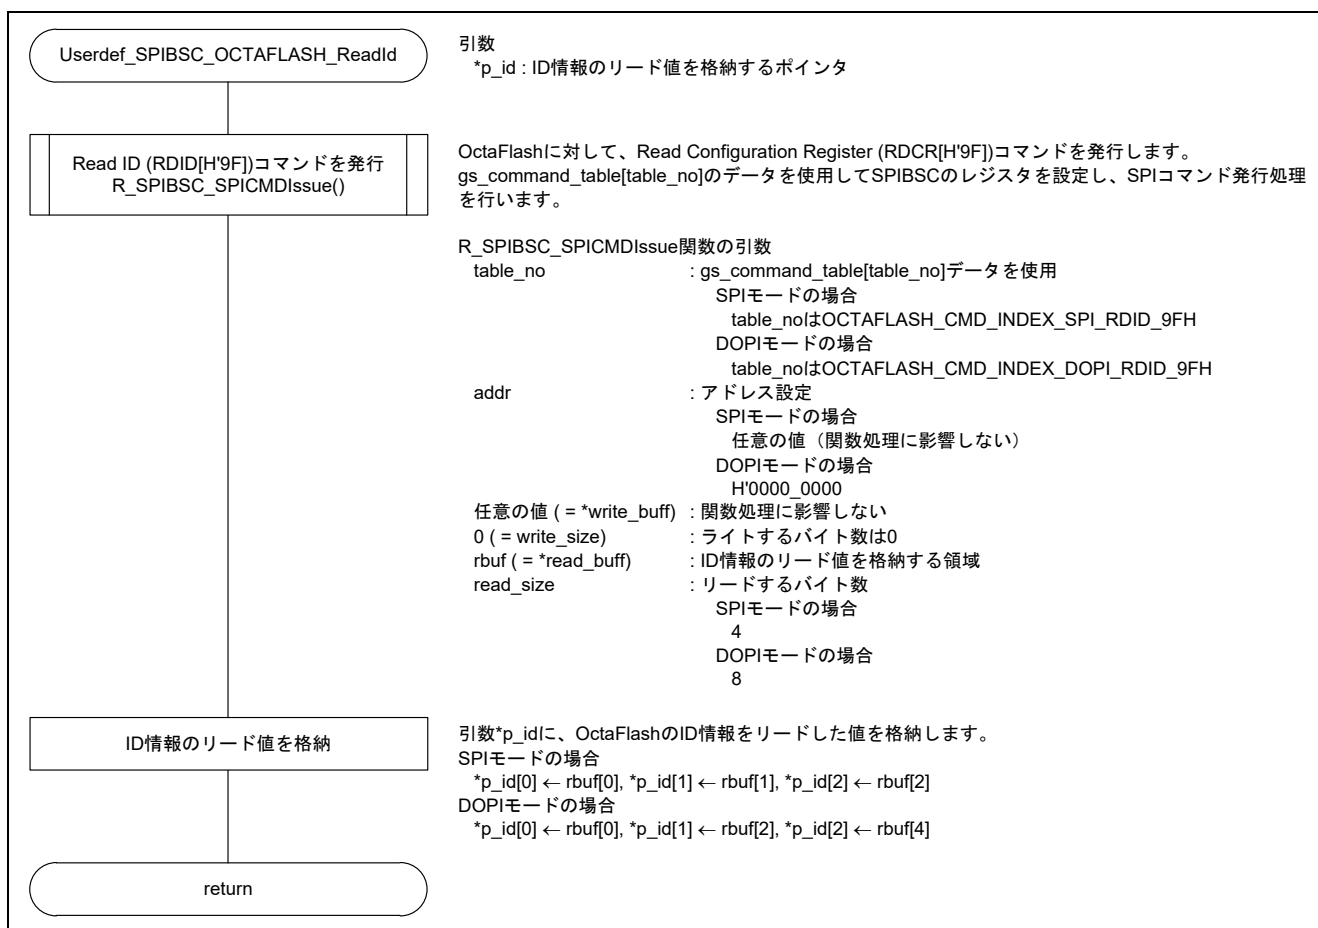 Userdef_SPIBSC_OCTAFLASH_ReadId
引数
*p_id : ID情報のリード値を格納するポインタ
Read ID (RDID[H'9F])コマンドを発行
R_SPIBSC_SPICMDIssue()
OctaFlashに対して、Read Configuration Register (RDCR[H'9F])コマンドを発行します。
gs_command_table[table_no]のデータを使用してSPIBSCのレジスタを設定し、SPIコマンド発行処理
を行います。
R_SPIBSC_SPICMDIssue関数の引数
table_no : gs_command_table[table_no]データを使用
SPIモードの場合
table_noはOCTAFLASH_CMD_INDEX_SPI_RDID_9FH
DOPIモードの場合
table_noはOCTAFLASH_CMD_INDEX_DOPI_RDID_9FH
addr : アドレス設定
SPIモードの場合
任意の値（関数処理に影響しない）
DOPIモードの場合
H'0000_0000
任意の値 ( = *write_buff) : 関数処理に影響しない
0 ( = write_size) : ライトするバイト数は0
rbuf ( = *read_buff) : ID情報のリード値を格納する領域
read_size : リードするバイト数
SPIモードの場合
4
DOPIモードの場合
8
ID情報のリード値を格納
引数*p_idに、OctaFlashのID情報をリードした値を格納します。
SPIモードの場合
*p_id[0] ← rbuf[0], *p_id[1] ← rbuf[1], *p_id[2] ← rbuf[2]
DOPIモードの場合
*p_id[0] ← rbuf[0], *p_id[1] ← rbuf[2], *p_id[2] ← rbuf[4]
return